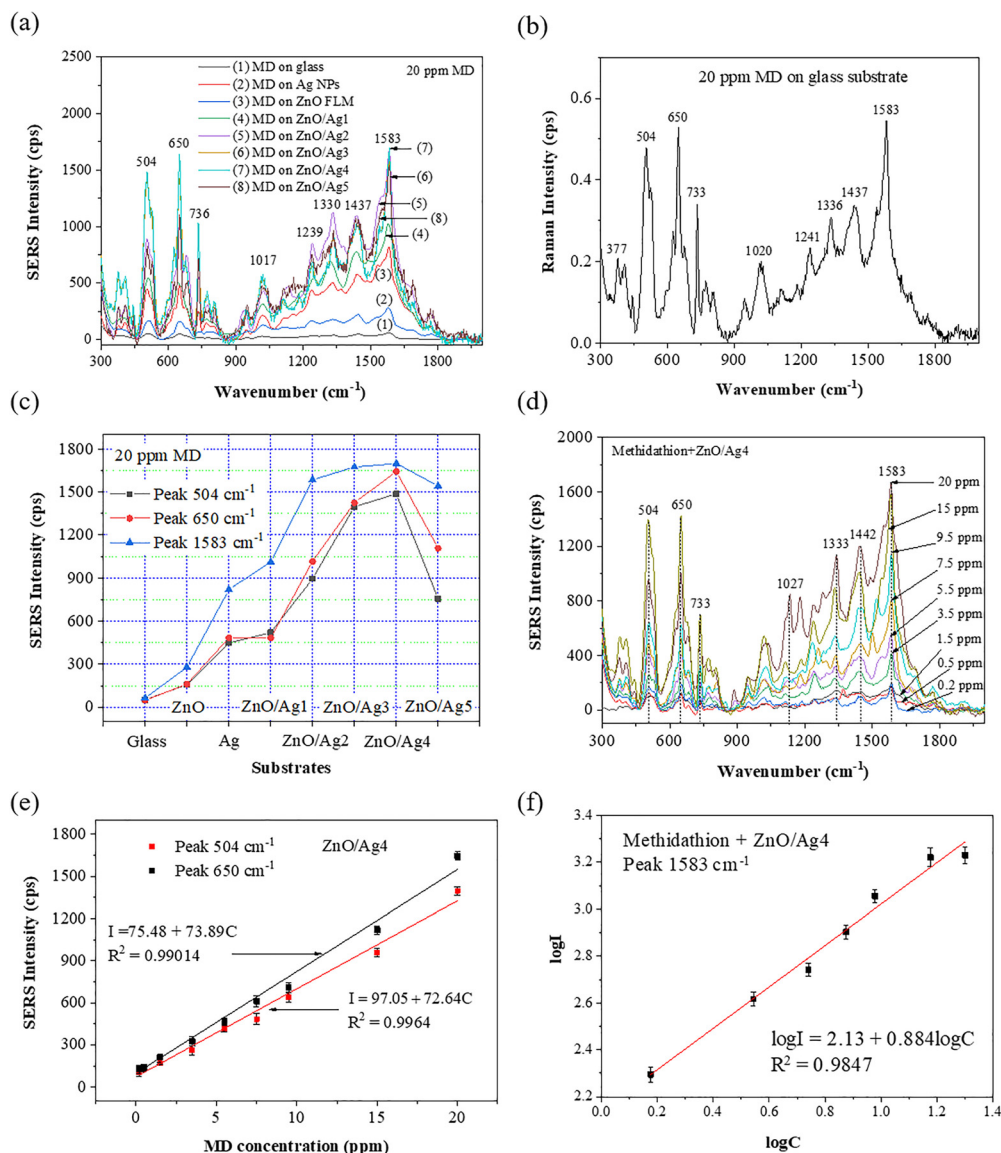 (a)
SERS Intensity (cps)
2500
2000
1500
1000
500
0
(1) MD on glass
(2) MD on Ag NPs
(3) MD on ZnO FLM
(4) MD on ZnO/Ag1
(5) MD on ZnO/Ag2
(6) MD on ZnO/Ag3
(7) MD on ZnO/Ag4
(8) MD on ZnO/Ag5
20 ppm MD
504
650
736
1017
1239
1330
1437
1583
(7)
(6)
(5)
(8)
(4)
(3)
(2)
(1)
300 600 900 1200 1500 1800
Wavenumber (cm⁻¹)
(b)
Raman Intensity (cps)
0.6
0.4
0.2
0.0
20 ppm MD on glass substrate
377
504
650
733
1020
1241
1336
1437
1583
300 600 900 1200 1500 1800
Wavenumber (cm⁻¹)
(c)
SERS Intensity (cps)
1800
1500
1200
900
600
300
0
20 ppm MD
Peak 504 cm⁻¹
Peak 650 cm⁻¹
Peak 1583 cm⁻¹
ZnO ZnO/Ag1 ZnO/Ag3 ZnO/Ag5
Glass Ag ZnO/Ag2 ZnO/Ag4
Substrates
(d)
SERS Intensity (cps)
2000
1600
1200
800
400
0
Methidathion+ZnO/Ag4
504
650
733
1027
1333
1442
1583
20 ppm
15 ppm
9.5 ppm
7.5 ppm
5.5 ppm
3.5 ppm
1.5 ppm
0.5 ppm
0.2 ppm
300 600 900 1200 1500 1800
Wavenumber (cm⁻¹)
(e)
SERS Intensity (cps)
1800
1500
1200
900
600
300
0
Peak 504 cm⁻¹
Peak 650 cm⁻¹
ZnO/Ag4
I =75.48 + 73.89C
R² = 0.99014
I = 97.05 + 72.64C
R² = 0.9964
0 5 10 15 20
MD concentration (ppm)
(f)
logI
3.4
3.2
3.0
2.8
2.6
2.4
2.2
Methidathion + ZnO/Ag4
Peak 1583 cm⁻¹
logI = 2.13 + 0.884logC
R² = 0.9847
0.0 0.2 0.4 0.6 0.8 1.0 1.2 1.4
logC